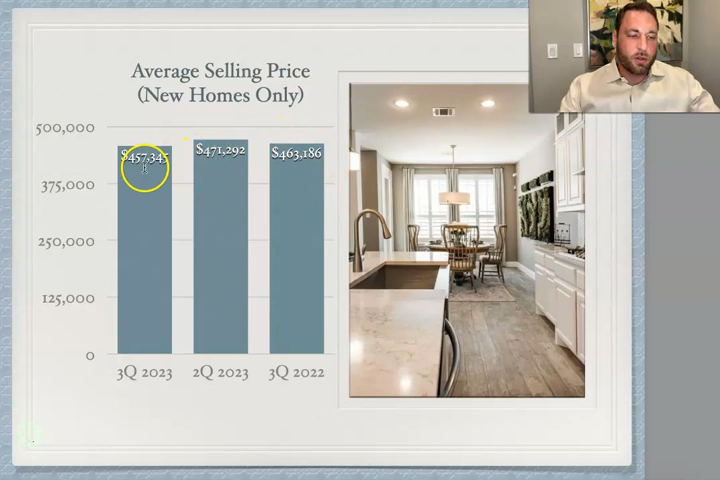 Average Selling Price
(New Homes Only)
500,000
375,000
250,000
125,000
0
$457,345
$471,292
$463,186
3Q 2023
2Q 2023
3Q 2022